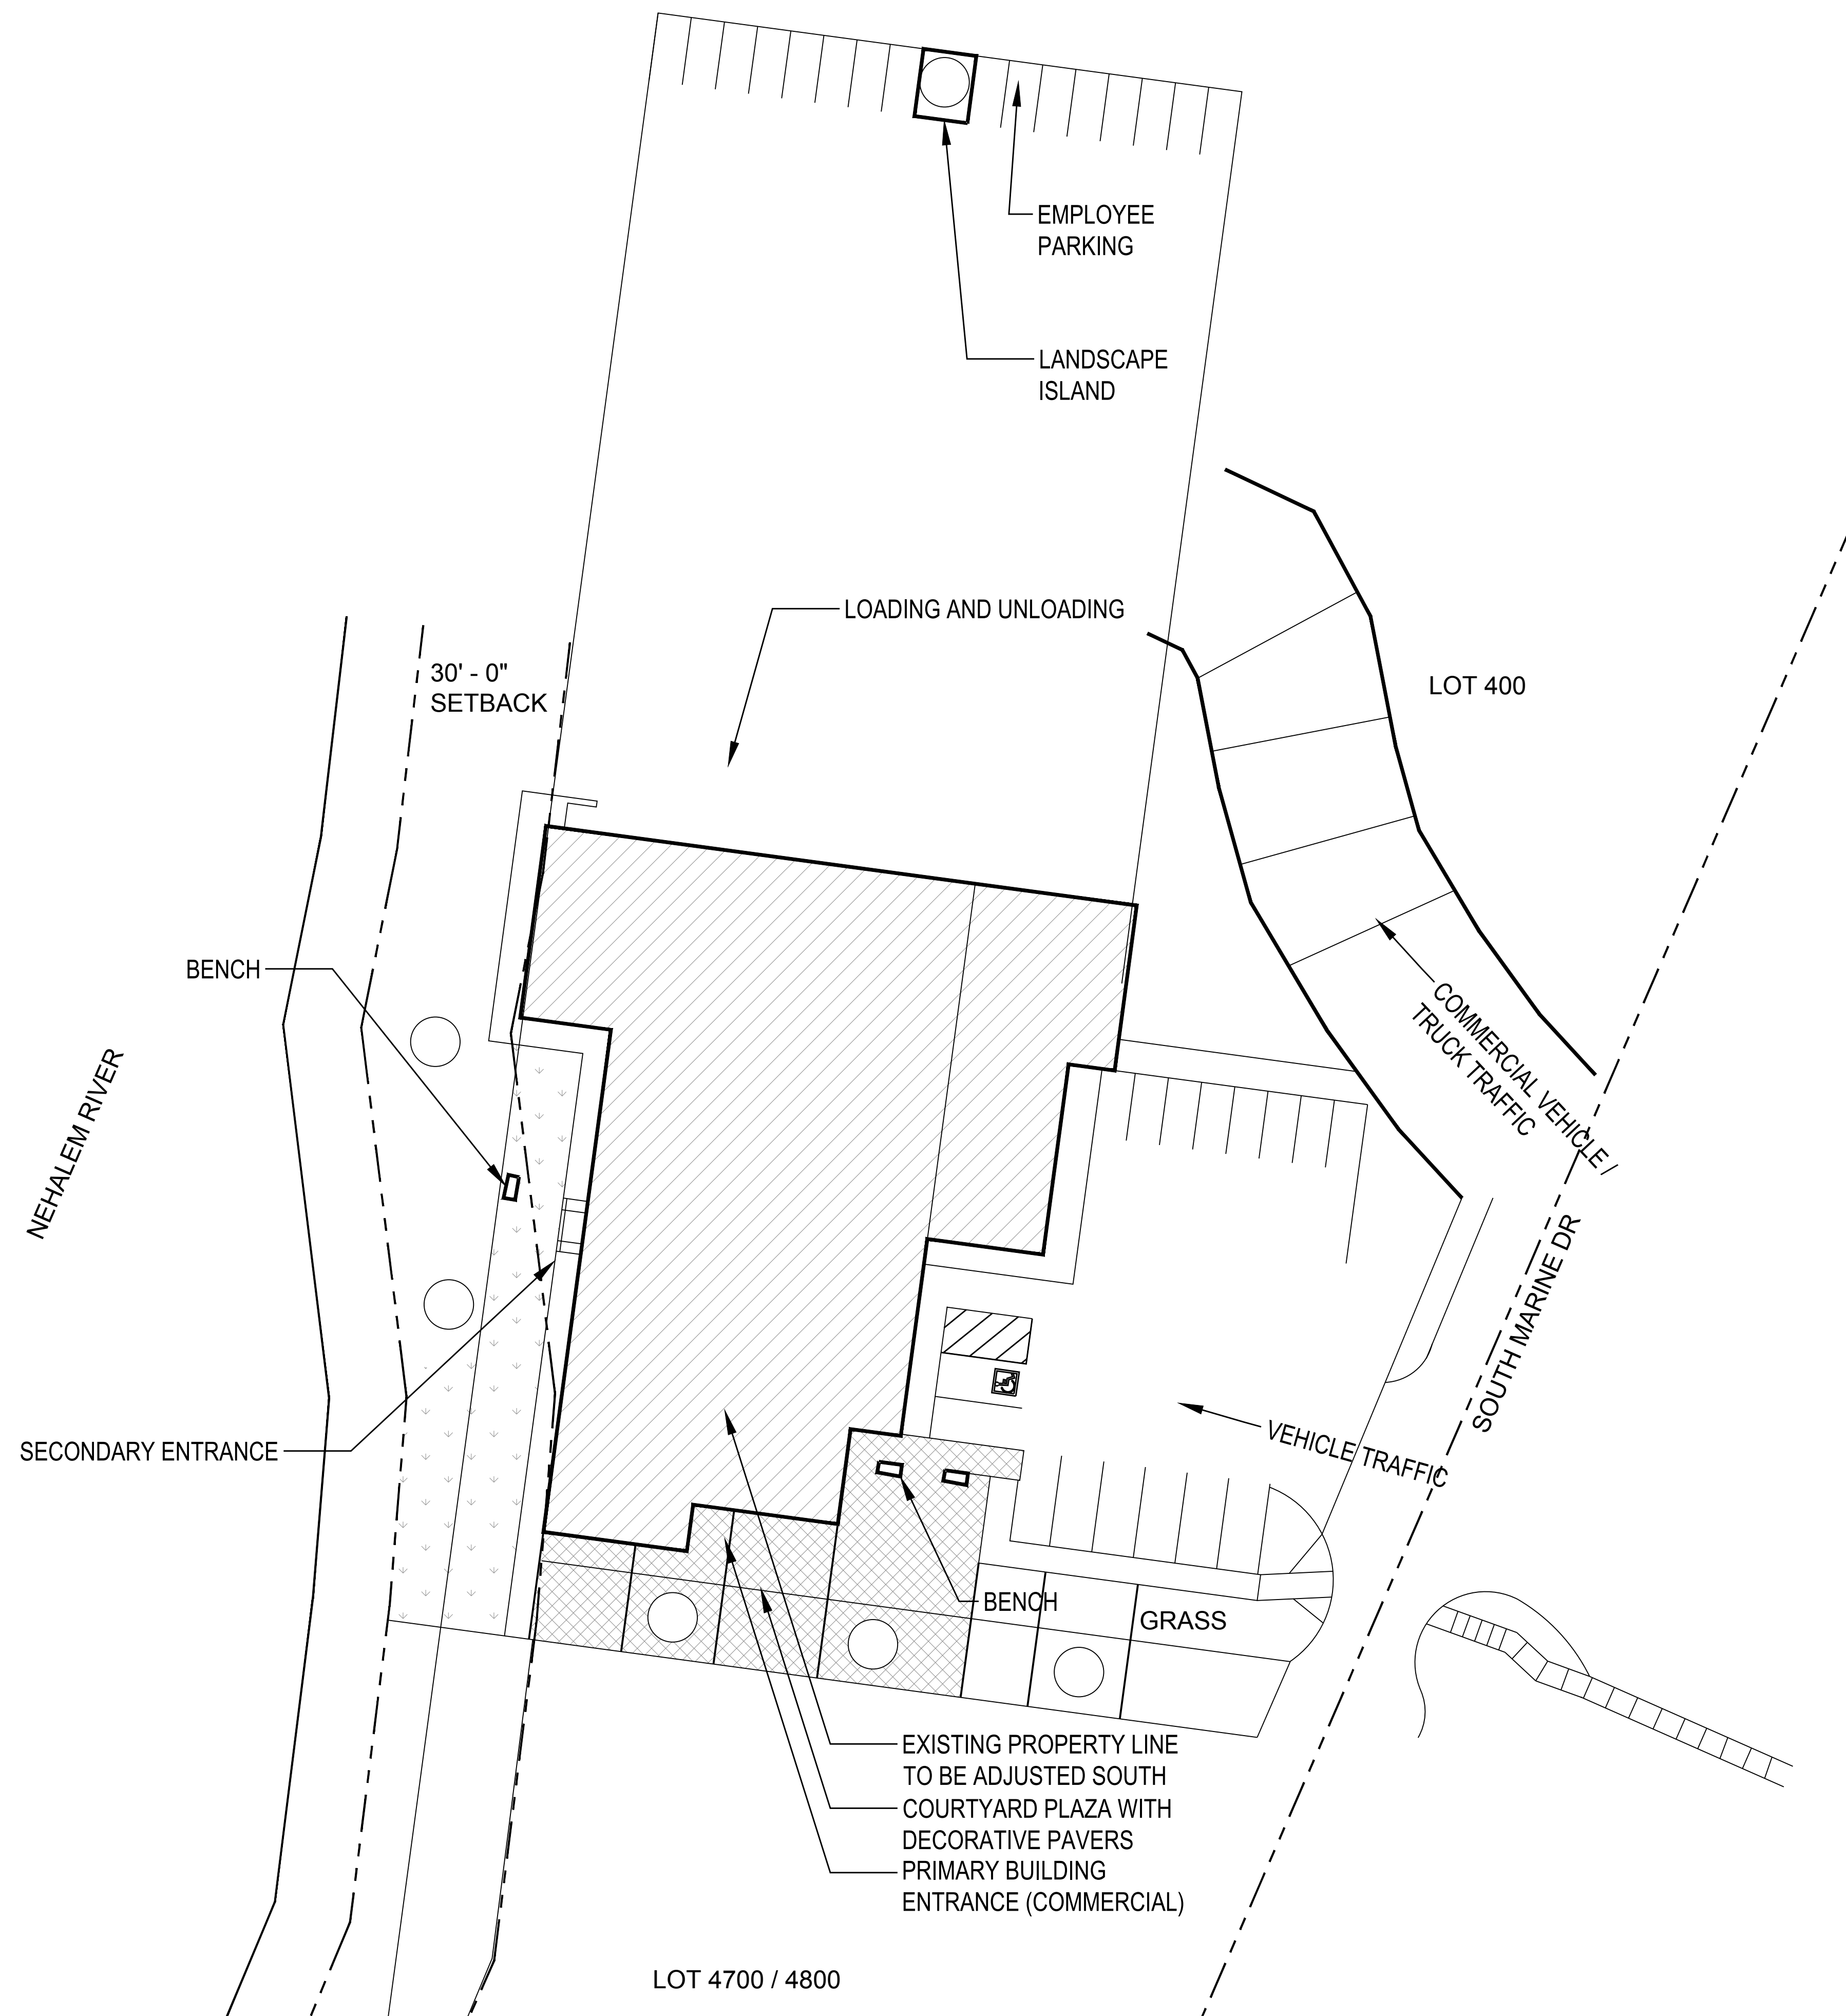 EMPLOYEE
PARKING
LANDSCAPE
ISLAND
LOADING AND UNLOADING
30' - 0"
SETBACK
LOT 400
BENCH
COMMERCIAL VEHICLE /
TRUCK TRAFFIC
NEHALEM RIVER
SOUTH MARINE DR
SECONDARY ENTRANCE
VEHICLE TRAFFIC
BENCH
GRASS
EXISTING PROPERTY LINE
TO BE ADJUSTED SOUTH
COURTYARD PLAZA WITH
DECORATIVE PAVERS
PRIMARY BUILDING
ENTRANCE (COMMERCIAL)
LOT 4700 / 4800